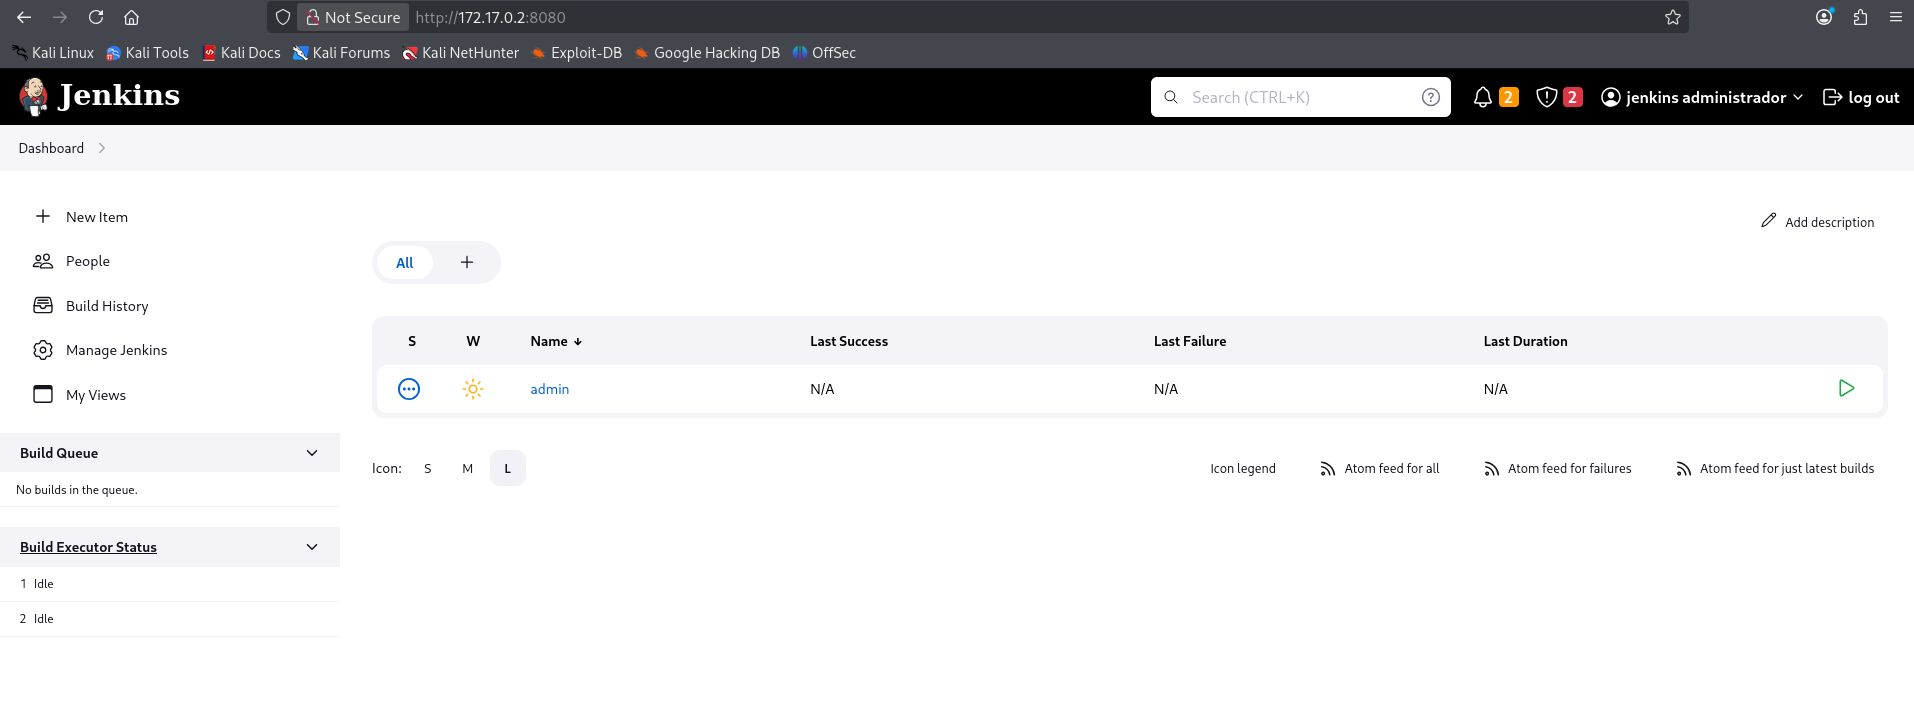 Not Secure http://172.17.0.2:8080
Kali Linux Kali Tools Kali Docs Kali Forums Kali NetHunter Exploit-DB Google Hacking DB OffSec
Jenkins Search (CTRL+K) 2 2 jenkins administrador log out
Dashboard
New Item
People
Build History
Manage Jenkins
My Views
Build Queue
No builds in the queue.
Build Executor Status
1 Idle
2 Idle
Add description
All +
S W Name ↓ Last Success Last Failure Last Duration
admin N/A N/A N/A
Icon: S M L Icon legend Atom feed for all Atom feed for failures Atom feed for just latest builds